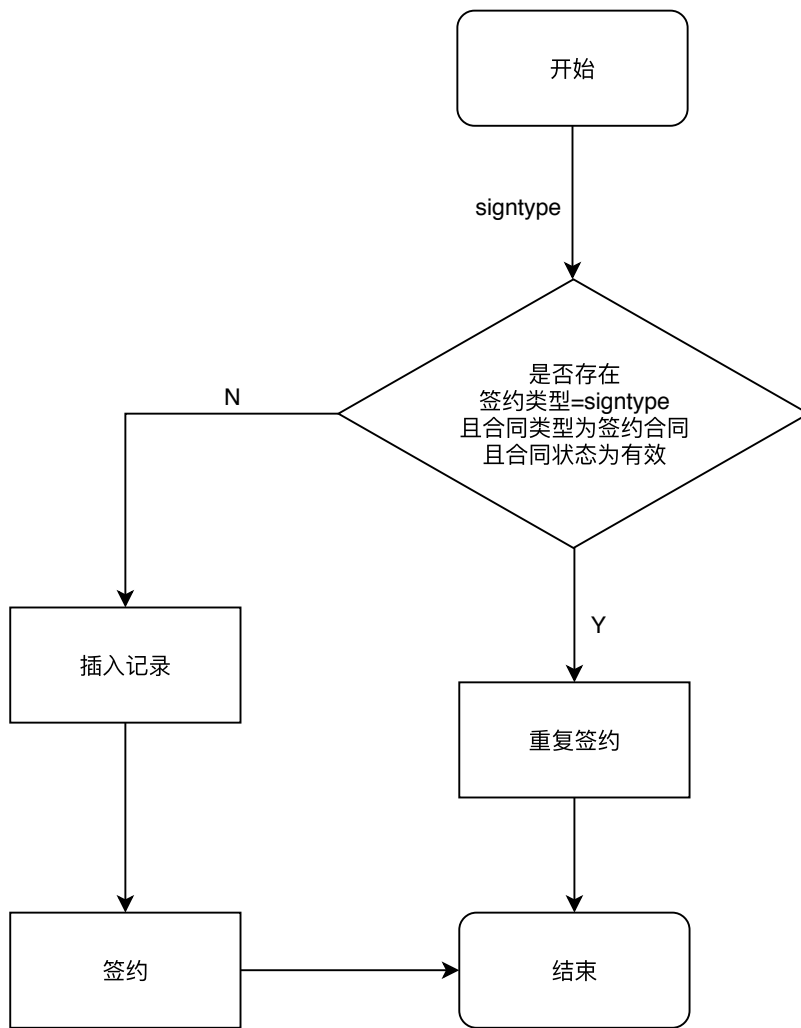 开始
signtype
是否存在
签约类型=signtype
且合同类型为签约合同
且合同状态为有效
N
Y
插入记录
重复签约
签约
结束